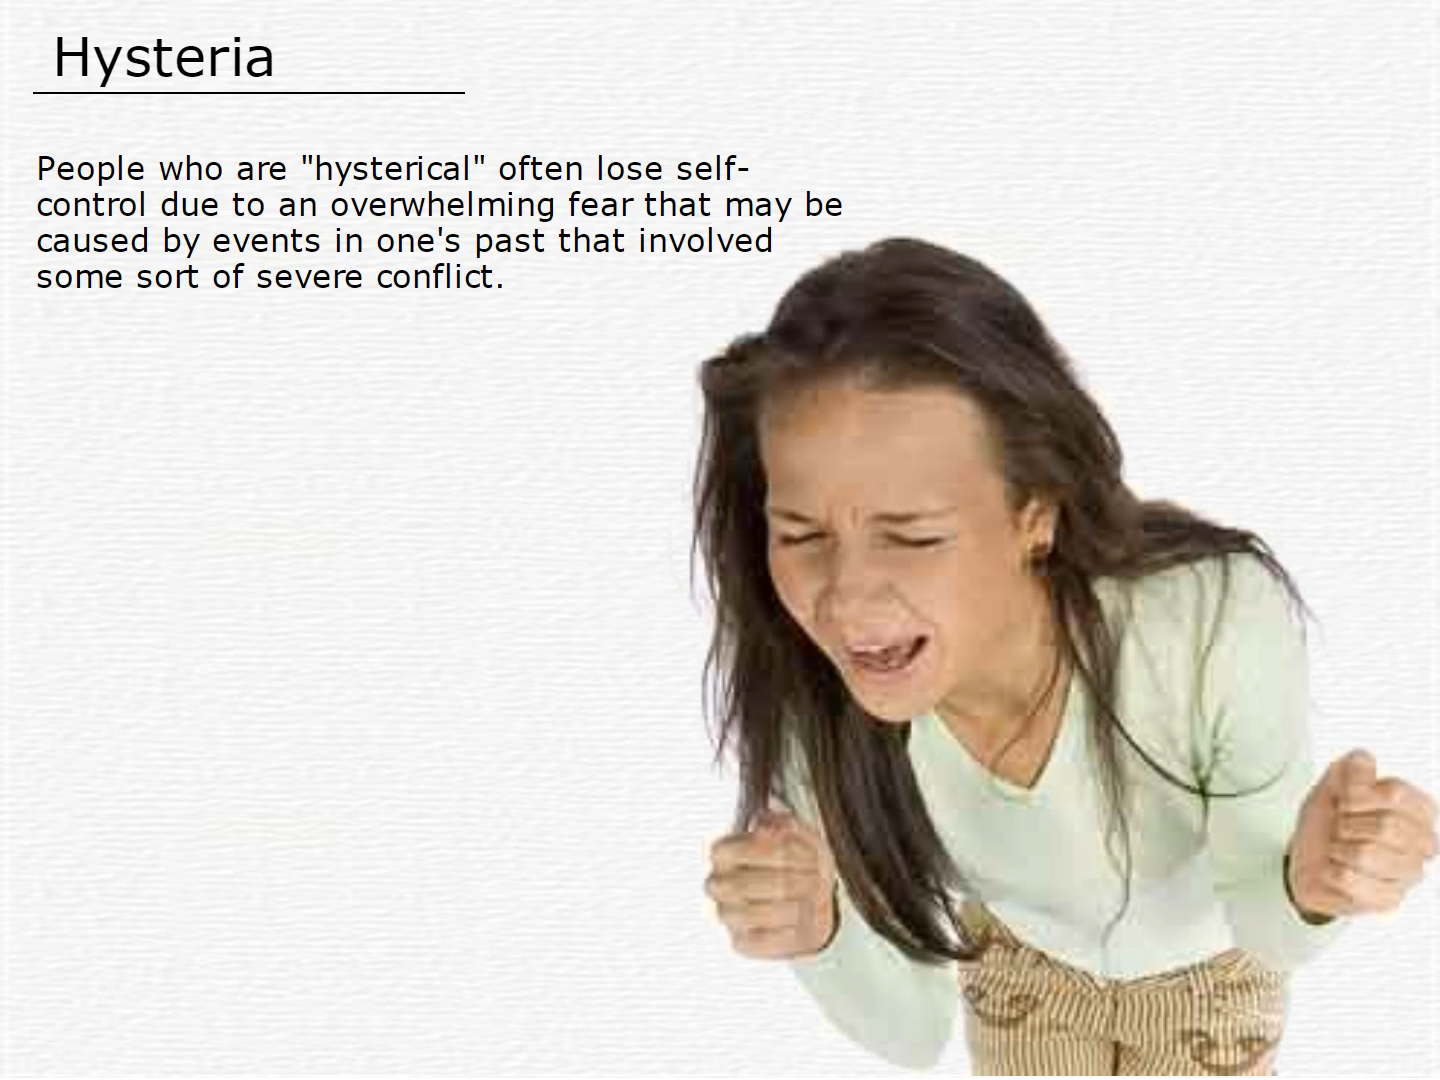 Hysteria
People who are "hysterical" often lose self-
control due to an overwhelming fear that may be
caused by events in one's past that involved
some sort of severe conflict.